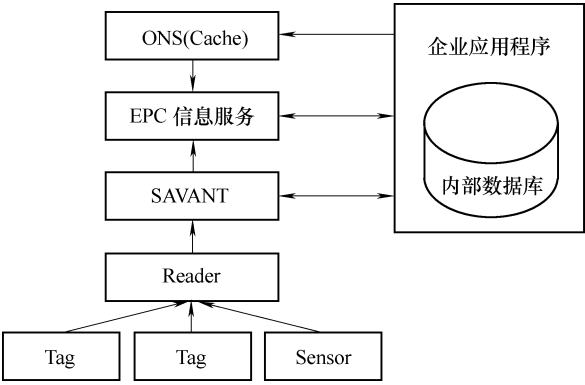 ONS(Cache)
企业应用程序
EPC 信息服务
内部数据库
SAVANT
Reader
Tag
Tag
Sensor